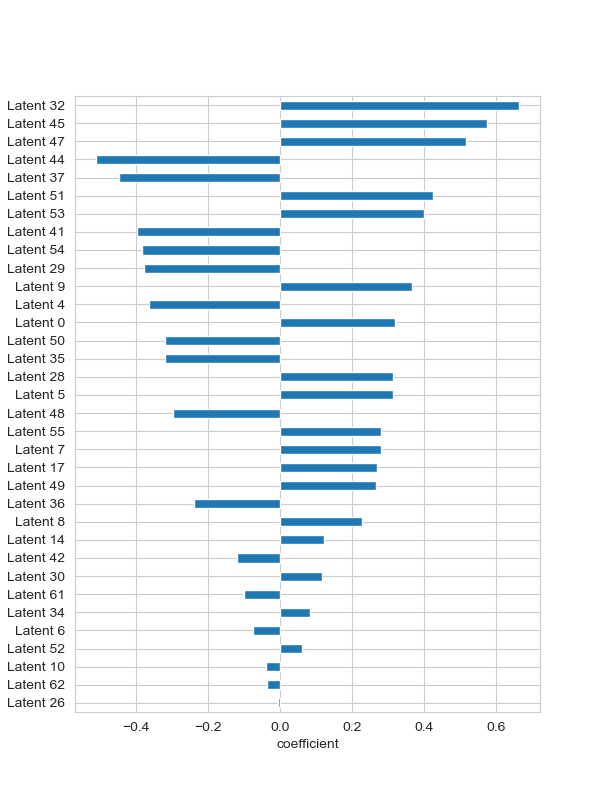 Latent 32
Latent 45
Latent 47
Latent 44
Latent 37
Latent 51
Latent 53
Latent 41
Latent 54
Latent 29
Latent 9
Latent 4
Latent 0
Latent 50
Latent 35
Latent 28
Latent 5
Latent 48
Latent 55
Latent 7
Latent 17
Latent 49
Latent 36
Latent 8
Latent 14
Latent 42
Latent 30
Latent 61
Latent 34
Latent 6
Latent 52
Latent 10
Latent 62
Latent 26
−0.4 −0.2 0.0 0.2 0.4 0.6
coefficient